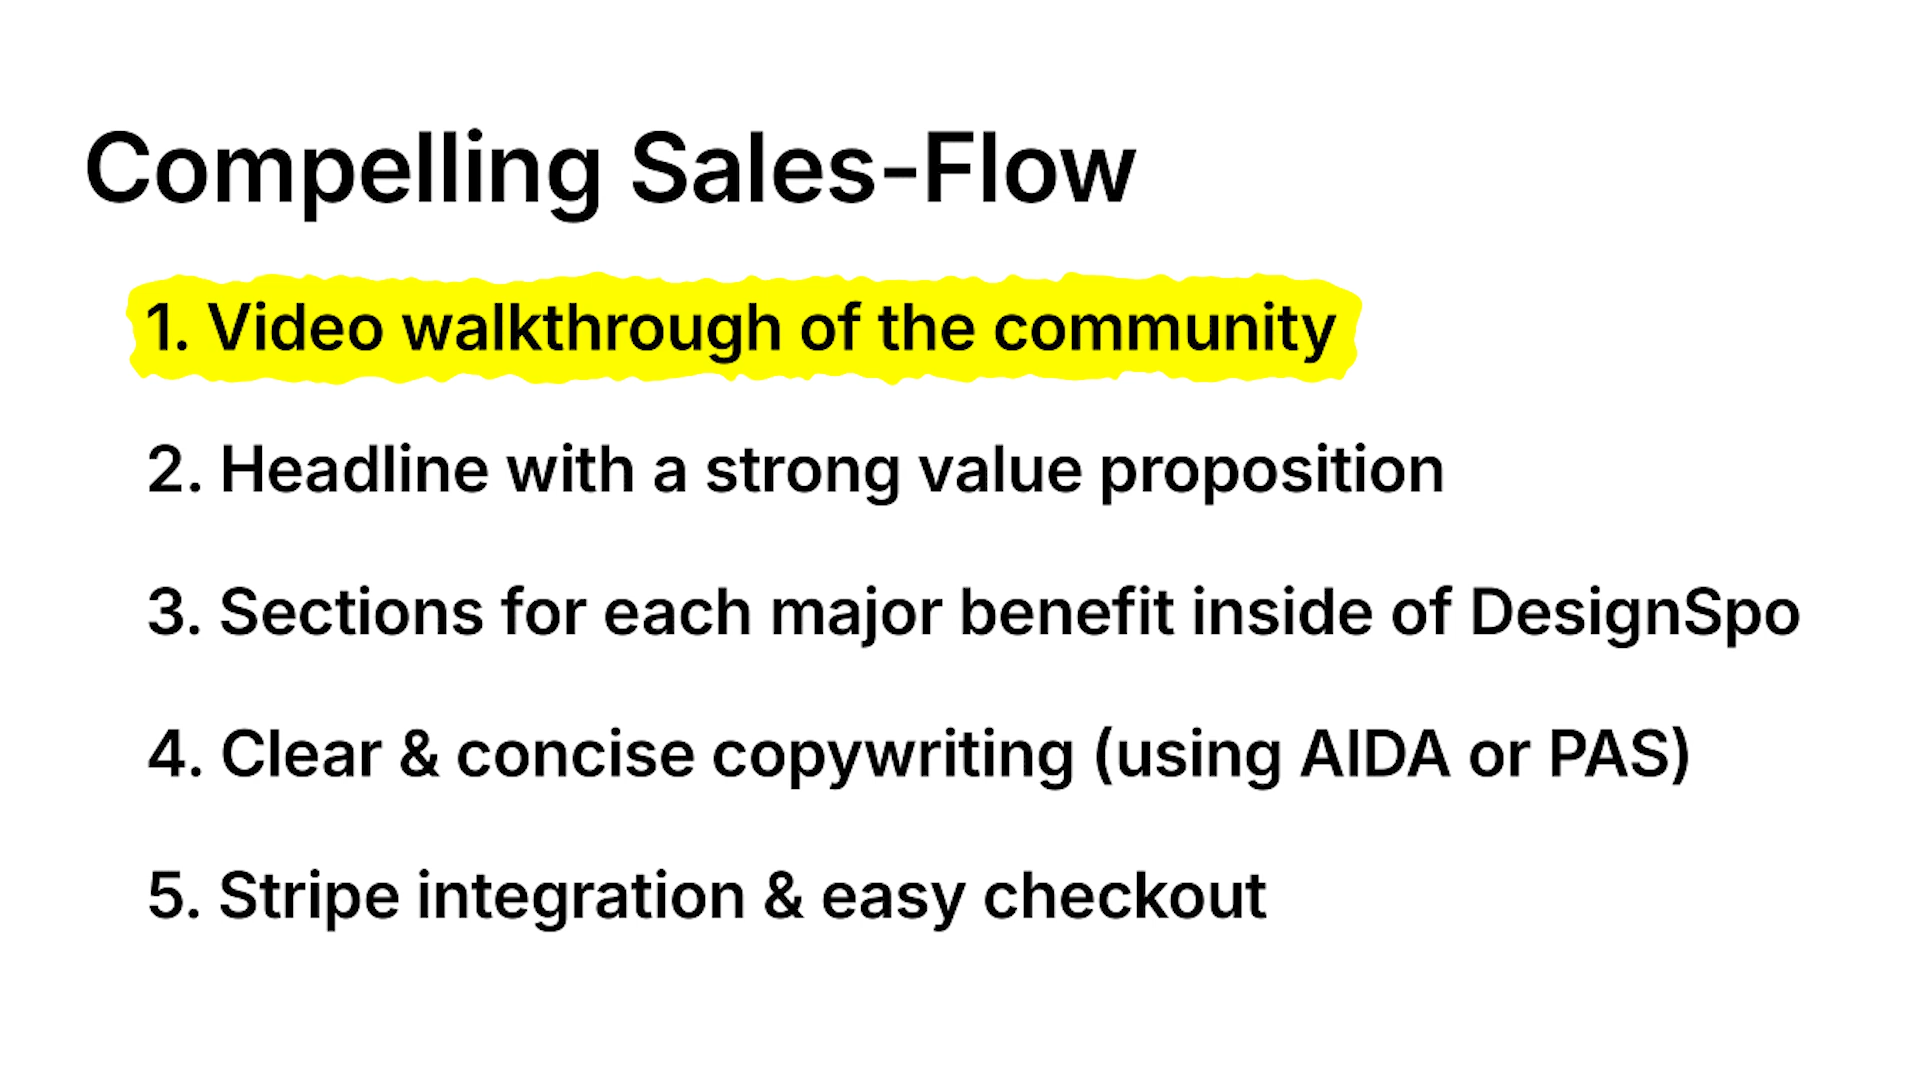 Compelling Sales-Flow
1. Video walkthrough of the community
2. Headline with a strong value proposition
3. Sections for each major benefit inside of DesignSpo
4. Clear & concise copywriting (using AIDA or PAS)
5. Stripe integration & easy checkout